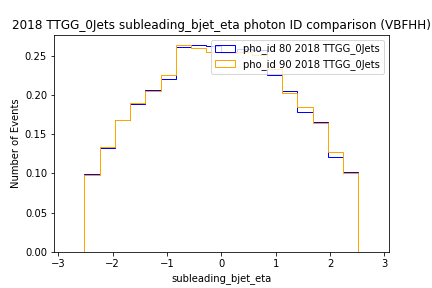 2018 TTGG_0Jets subleading_bjet_eta photon ID comparison (VBFHH)
pho_id 80 2018 TTGG_0Jets
pho_id 90 2018 TTGG_0Jets
Number of Events
0.25
0.20
0.15
0.10
0.05
0.00
−3 −2 −1 0 1 2 3
subleading_bjet_eta